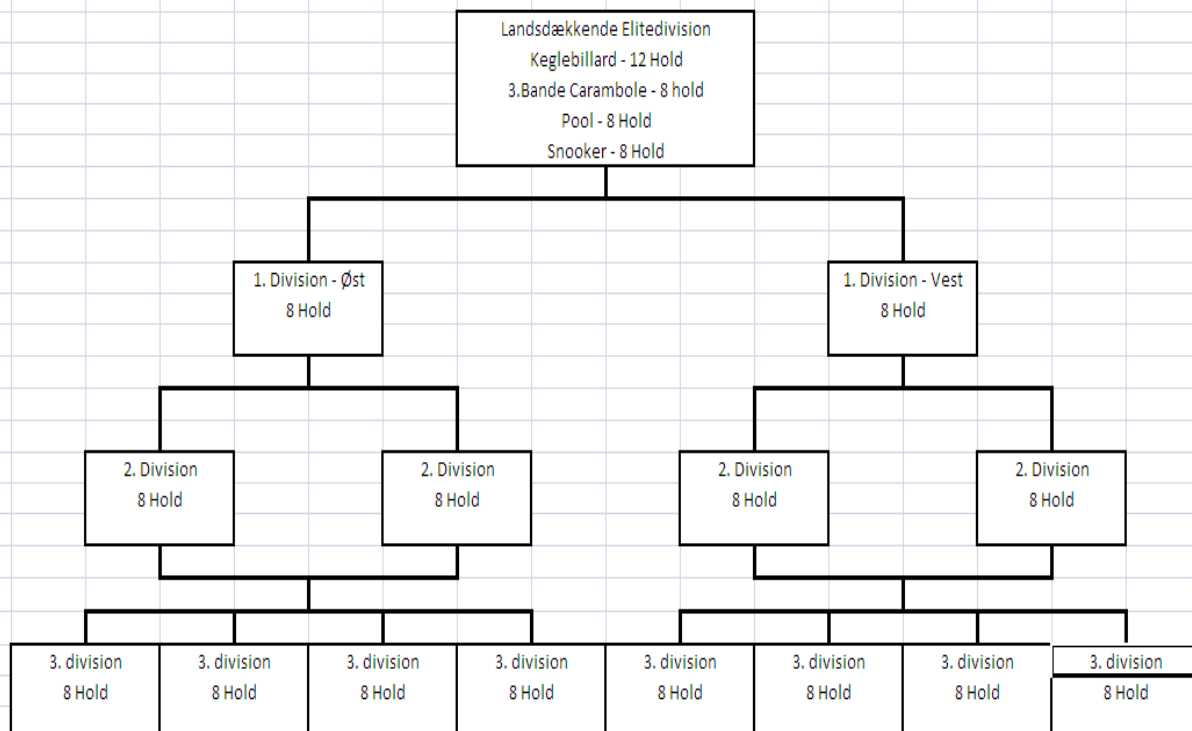 Landsdækkende Elitedivision
Keglebillard - 12 Hold
3.Bande Carambole - 8 hold
Pool - 8 Hold
Snooker - 8 Hold
1. Division - Øst
8 Hold
1. Division - Vest
8 Hold
2. Division
8 Hold
2. Division
8 Hold
2. Division
8 Hold
2. Division
8 Hold
3. division
8 Hold
3. division
8 Hold
3. division
8 Hold
3. division
8 Hold
3. division
8 Hold
3. division
8 Hold
3. division
8 Hold
3. division
8 Hold